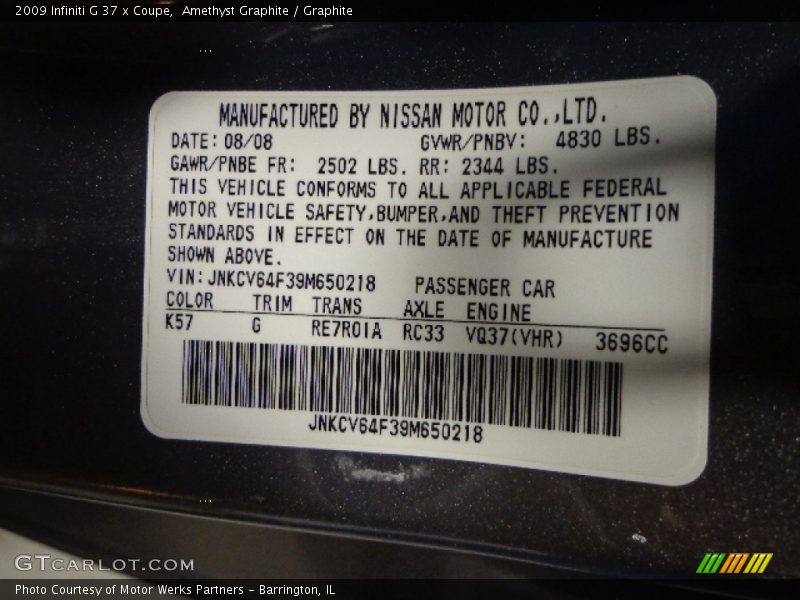 2009 Infiniti G 37 x Coupe,  Amethyst Graphite / Graphite
MANUFACTURED BY NISSAN MOTOR CO.,LTD.
DATE: 08/08 GVWR/PNBV: 4830 LBS.
GAWR/PNBE FR: 2502 LBS. RR: 2344 LBS.
THIS VEHICLE CONFORMS TO ALL APPLICABLE FEDERAL
MOTOR VEHICLE SAFETY,BUMPER,AND THEFT PREVENTION
STANDARDS IN EFFECT ON THE DATE OF MANUFACTURE
SHOWN ABOVE.
VIN: JNKCV64F39M650218 PASSENGER CAR
COLOR TRIM TRANS AXLE ENGINE
K57 G RE7R01A RC33 VQ37(VHR) 3696CC
JNKCV64F39M650218
GTCARLOT.COM
Photo Courtesy of Motor Werks Partners - Barrington, IL